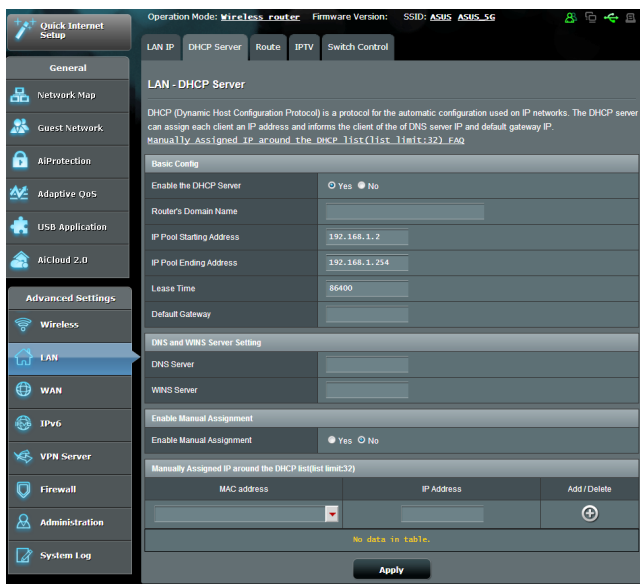 Quick Internet
Setup
Operation Mode: Wireless router Firmware Version: SSID: ASUS ASUS_5G
LAN IP DHCP Server Route IPTV Switch Control
General
Network Map
Guest Network
AiProtection
Adaptive QoS
USB Application
AiCloud 2.0
Advanced Settings
Wireless
LAN
WAN
IPv6
VPN Server
Firewall
Administration
System Log
LAN - DHCP Server
DHCP (Dynamic Host Configuration Protocol) is a protocol for the automatic configuration used on IP networks. The DHCP server
can assign each client an IP address and informs the client of the of DNS server IP and default gateway IP.
Manually Assigned IP around the DHCP list(list limit:32) FAQ
Basic Config
Enable the DHCP Server Yes No
Router's Domain Name
IP Pool Starting Address 192.168.1.2
IP Pool Ending Address 192.168.1.254
Lease Time 86400
Default Gateway
DNS and WINS Server Setting
DNS Server
WINS Server
Enable Manual Assignment
Enable Manual Assignment Yes No
Manually Assigned IP around the DHCP list(list limit:32)
MAC address IP Address Add / Delete
No data in table.
Apply